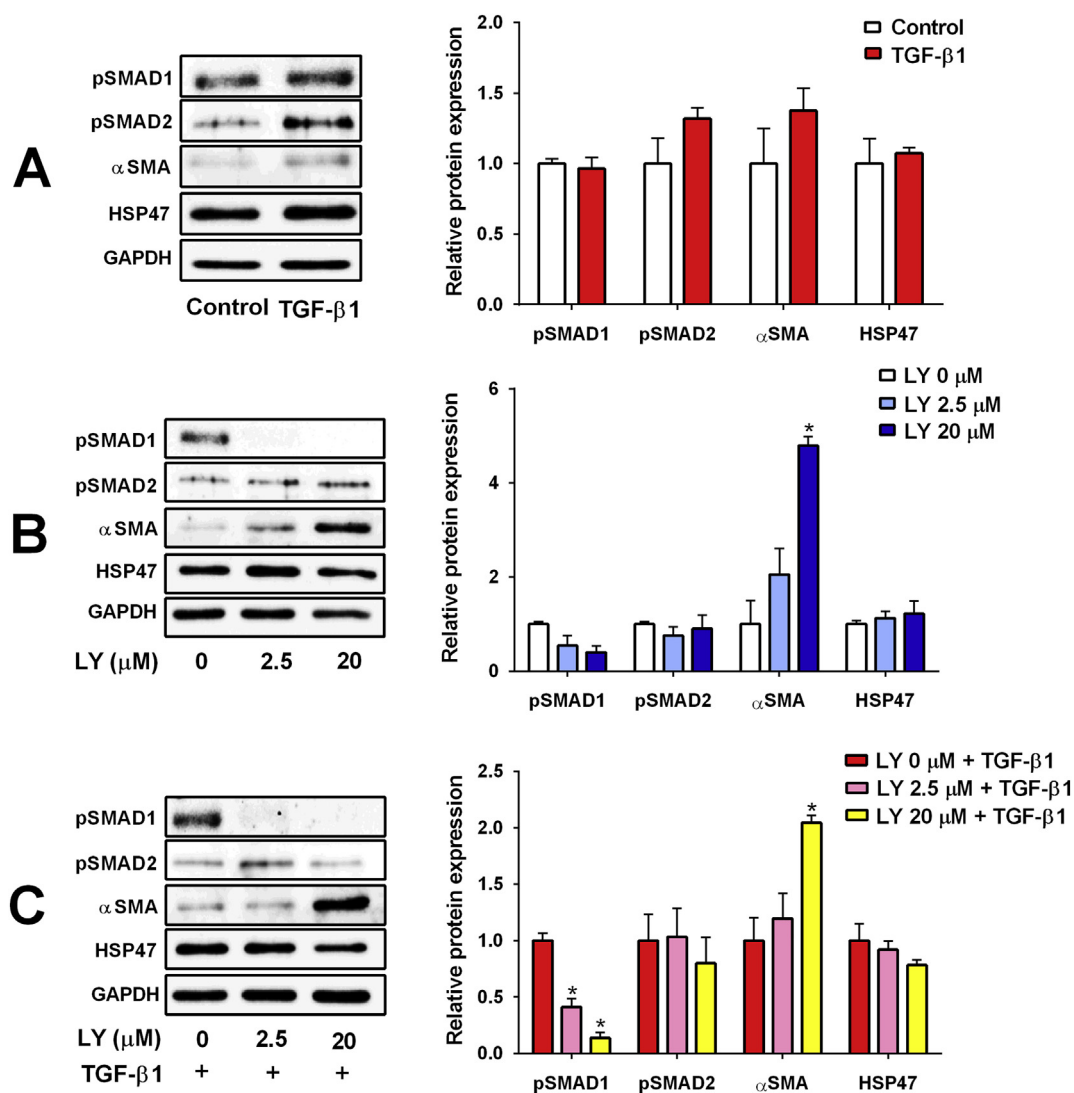 A
pSMAD1
pSMAD2
αSMA
HSP47
GAPDH
Control TGF-β1
Relative protein expression
2.0
1.5
1.0
0.5
0.0
Control
TGF-β1
pSMAD1 pSMAD2 αSMA HSP47
B
pSMAD1
pSMAD2
αSMA
HSP47
GAPDH
LY (μM) 0 2.5 20
Relative protein expression
6
4
2
0
LY 0 μM
LY 2.5 μM
LY 20 μM
*
pSMAD1 pSMAD2 αSMA HSP47
C
pSMAD1
pSMAD2
αSMA
HSP47
GAPDH
LY (μM) 0 2.5 20
TGF-β1 + + +
Relative protein expression
2.5
2.0
1.5
1.0
0.5
0.0
LY 0 μM + TGF-β1
LY 2.5 μM + TGF-β1
LY 20 μM + TGF-β1
*
*
*
pSMAD1 pSMAD2 αSMA HSP47